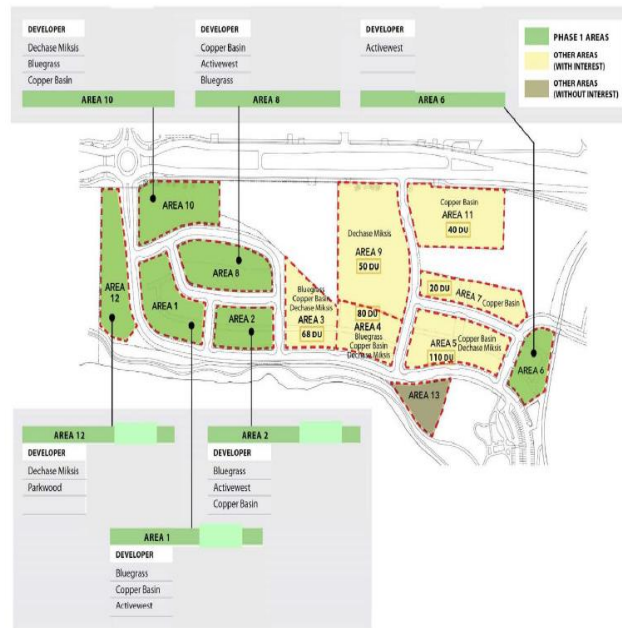 DEVELOPER
Dechase Miksis
Bluegrass
Copper Basin
AREA 10
DEVELOPER
Copper Basin
Activewest
Bluegrass
AREA 8
DEVELOPER
Activewest
AREA 6
PHASE 1 AREAS
OTHER AREAS
(WITH INTEREST)
OTHER AREAS
(WITHOUT INTEREST)
AREA 10
AREA 8
AREA
12
AREA 1
AREA 2
Bluegrass
Copper Basin
Dechase Miksis
AREA 3
68 DU
Dechase Miksis
AREA 9
50 DU
80 DU
AREA 4
Bluegrass
Copper Basin
Dechase Miksis
Copper Basin
AREA 11
40 DU
20 DU
AREA 7
Copper Basin
AREA 5
Copper Basin
Dechase Miksis
110 DU
AREA 6
AREA 13
AREA 12
DEVELOPER
Dechase Miksis
Parkwood
AREA 2
DEVELOPER
Bluegrass
Activewest
Copper Basin
AREA 1
DEVELOPER
Bluegrass
Copper Basin
Activewest